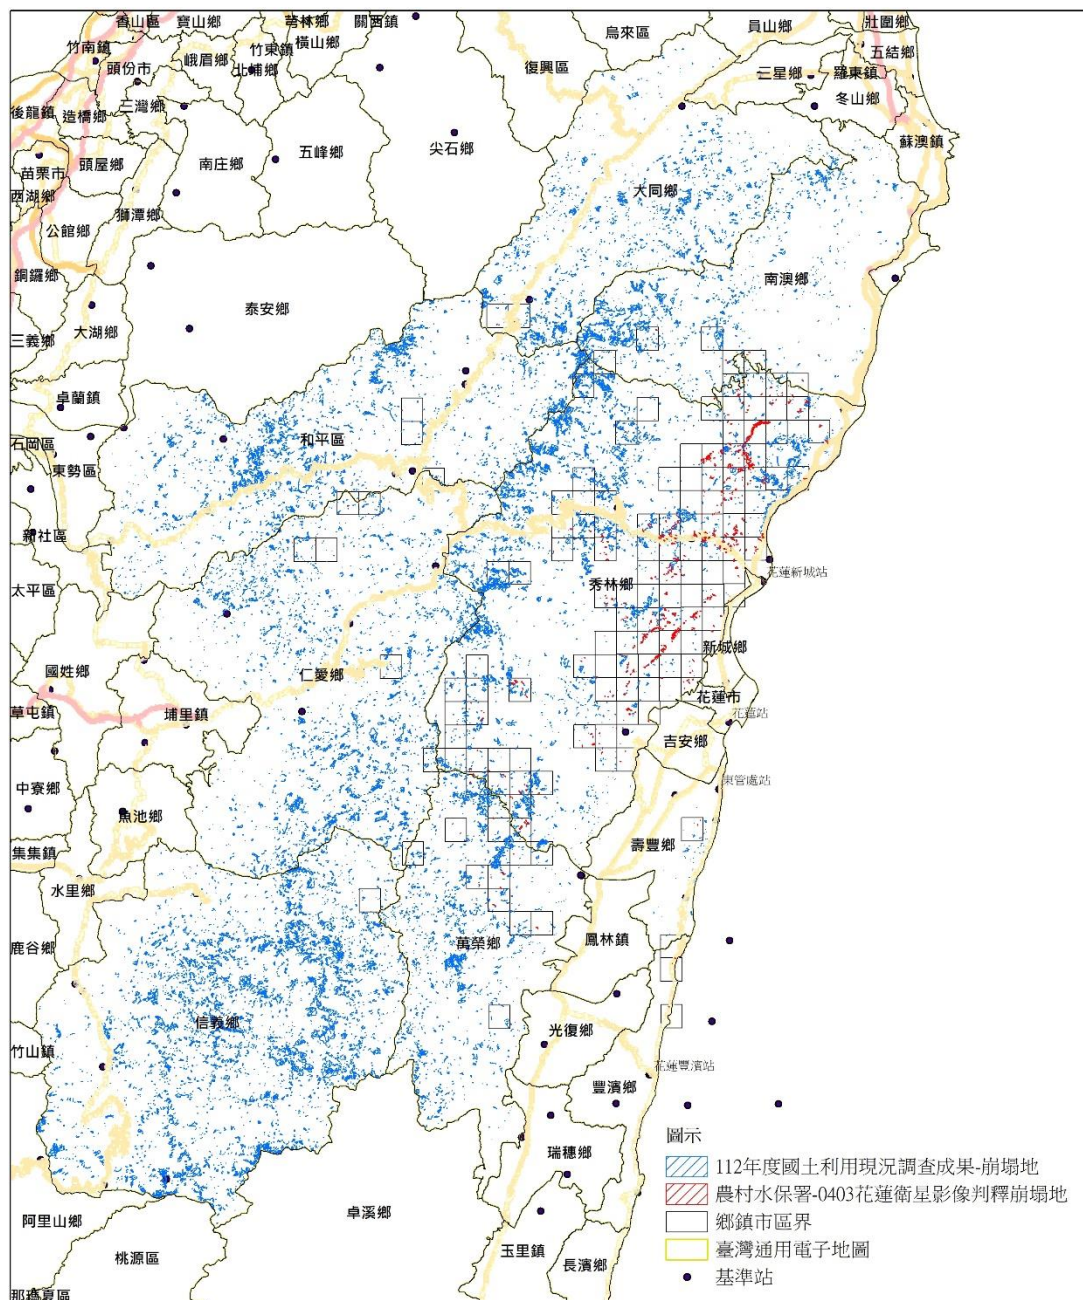 香山區
寶山鄉
芎林鄉
關西鎮
烏來區
員山鄉
壯圍鄉
竹南鎮
頭份市
峨眉鄉
竹東鎮
北埔鄉
橫山鄉
復興區
三星鄉
羅東鎮
五結鄉
冬山鄉
後龍鎮
造橋鄉
三灣鄉
蘇澳鎮
苗栗市
頭屋鄉
南庄鄉
五峰鄉
尖石鄉
大同鄉
西湖鄉
獅潭鄉
公館鄉
銅鑼鄉
南澳鄉
泰安鄉
三義鄉
大湖鄉
卓蘭鎮
石岡區
東勢區
和平區
新社區
太平區
秀林鄉
花蓮新城站
國姓鄉
仁愛鄉
新城鄉
花蓮市
草屯鎮
埔里鎮
花蓮站
吉安鄉
中寮鄉
魚池鄉
東管處站
集集鎮
壽豐鄉
水里鄉
鹿谷鄉
萬榮鄉
鳳林鎮
信義鄉
光復鄉
竹山鎮
花蓮豐濱站
豐濱鄉
瑞穗鄉
阿里山鄉
卓溪鄉
桃源區
玉里鎮
長濱鄉
那瑪夏區
圖示
112年度國土利用現況調查成果-崩塌地
農村水保署-0403花蓮衛星影像判釋崩塌地
鄉鎮市區界
臺灣通用電子地圖
基準站